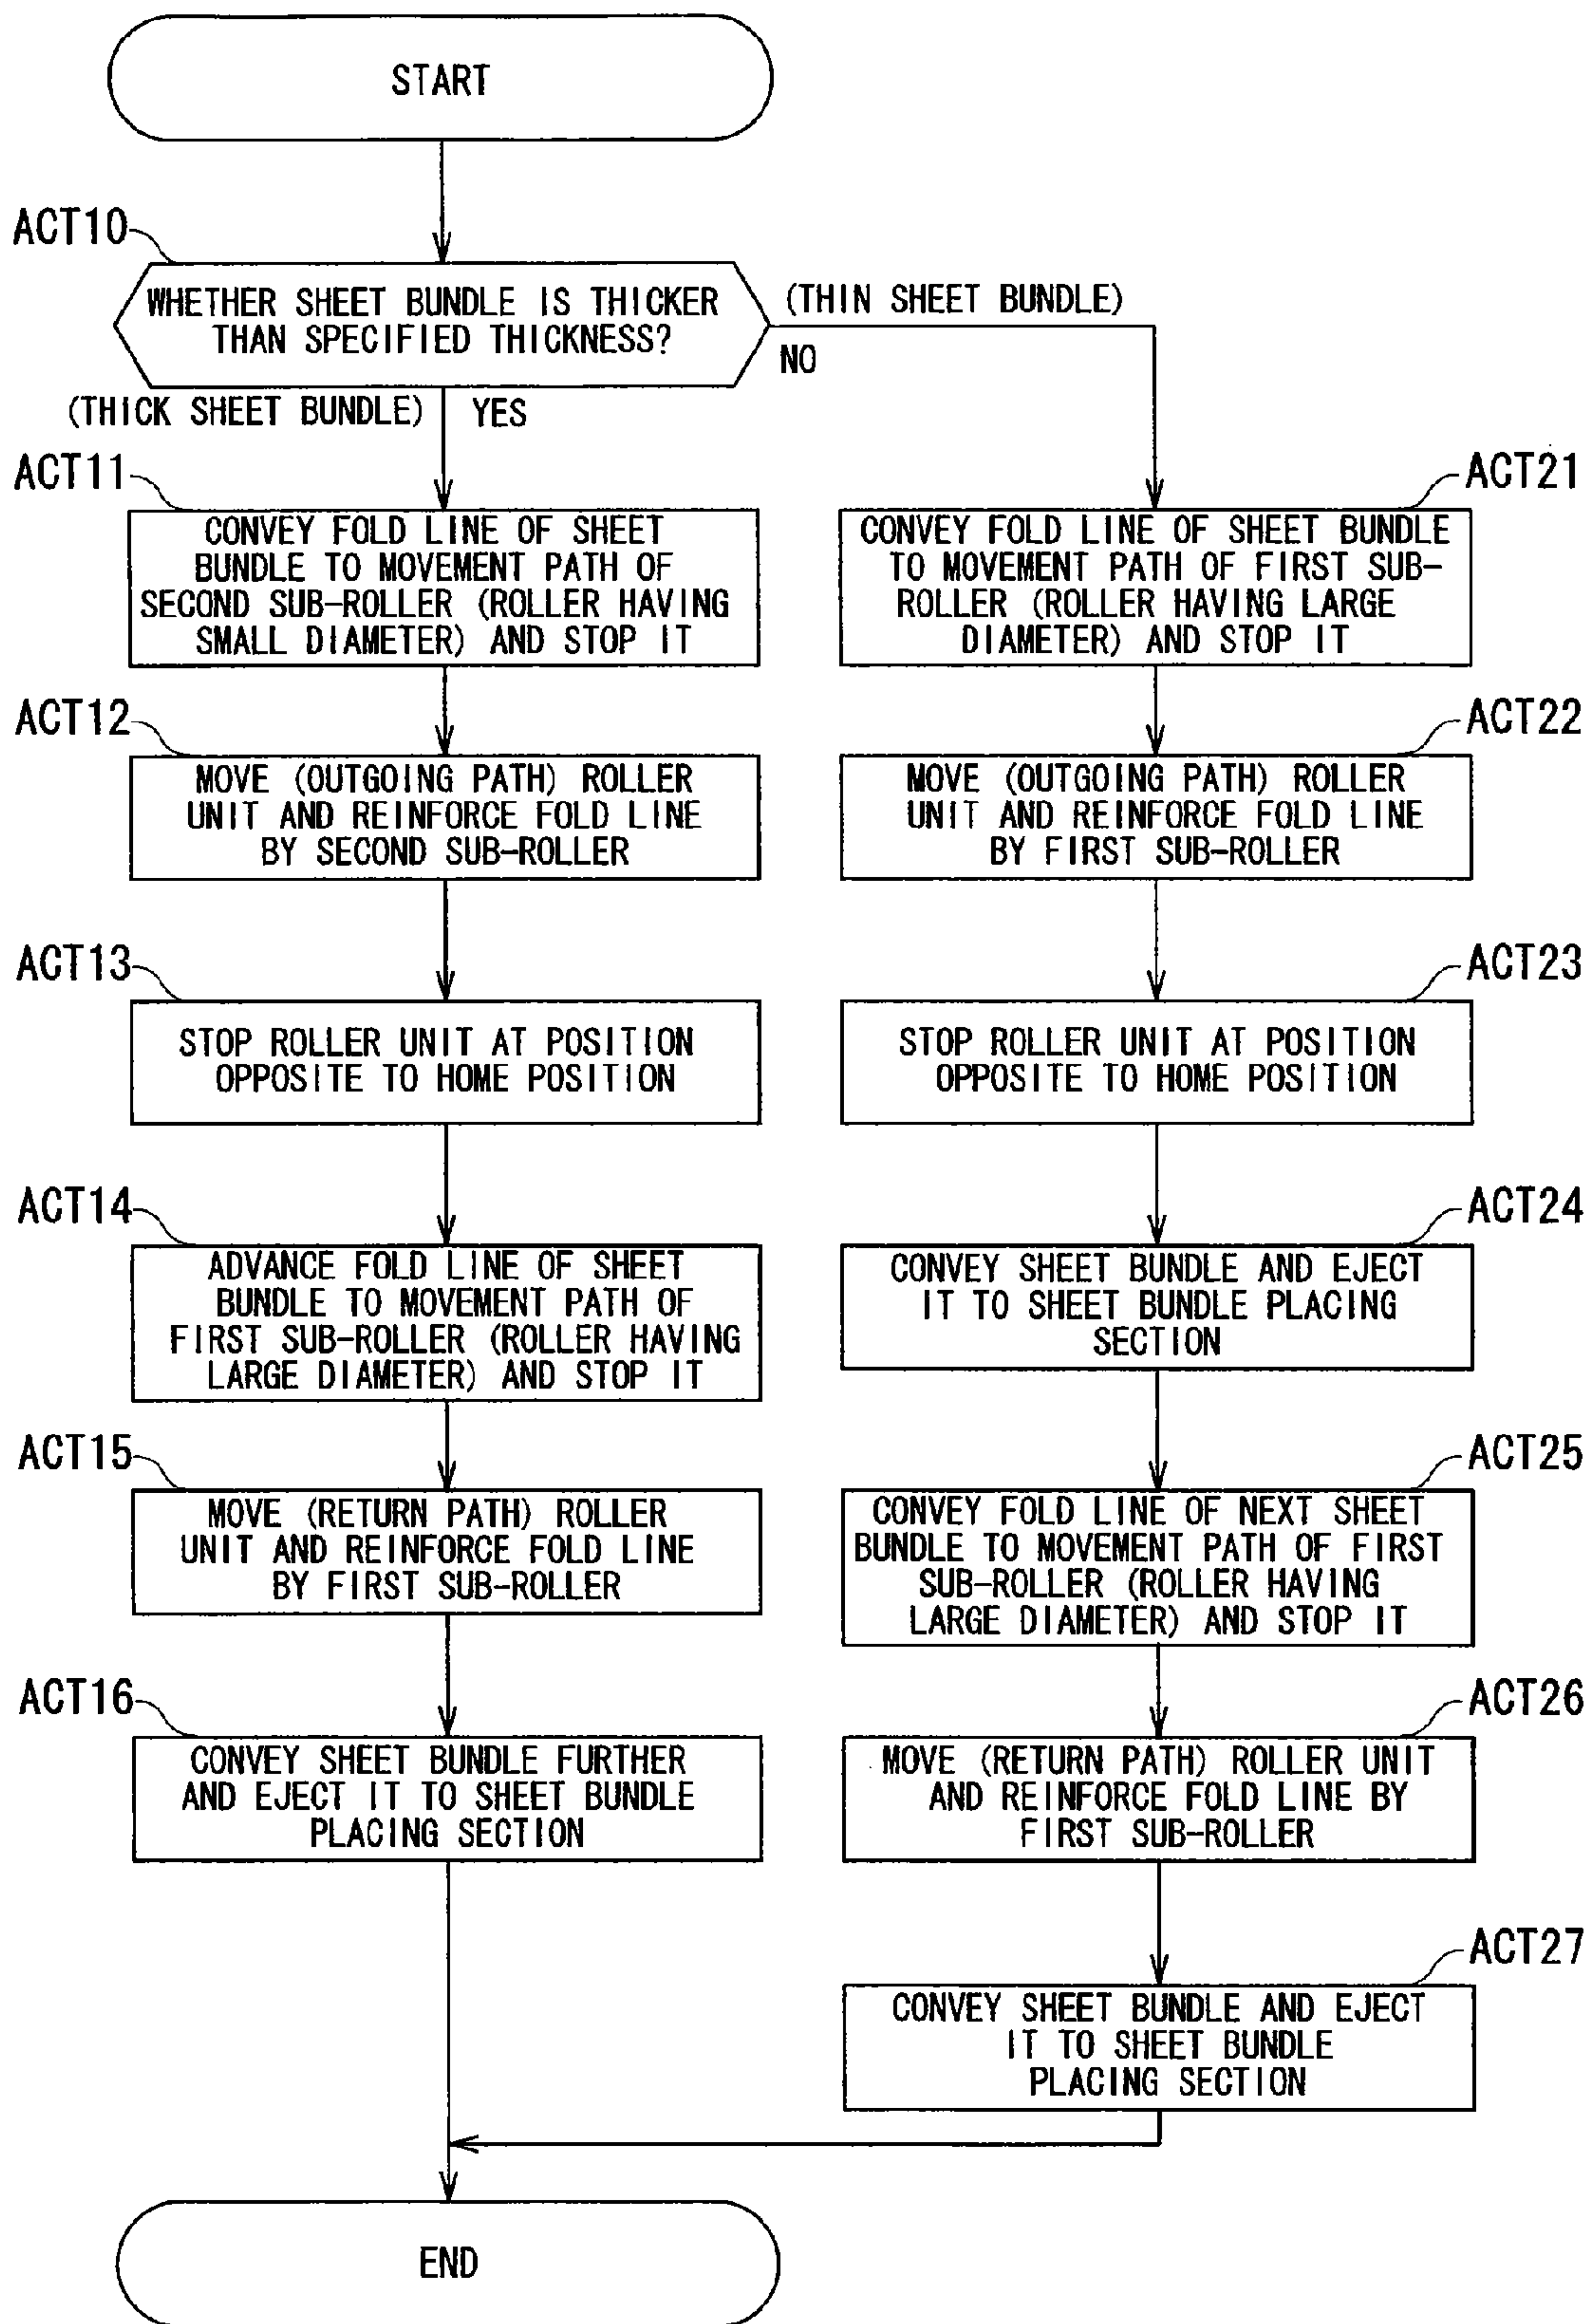 START
ACT10
WHETHER SHEET BUNDLE IS THICKER
THAN SPECIFIED THICKNESS?
(THIN SHEET BUNDLE)
NO
(THICK SHEET BUNDLE)
YES
ACT11
CONVEY FOLD LINE OF SHEET
BUNDLE TO MOVEMENT PATH OF
SECOND SUB-ROLLER (ROLLER HAVING
SMALL DIAMETER) AND STOP IT
ACT12
MOVE (OUTGOING PATH) ROLLER
UNIT AND REINFORCE FOLD LINE
BY SECOND SUB-ROLLER
ACT13
STOP ROLLER UNIT AT POSITION
OPPOSITE TO HOME POSITION
ACT14
ADVANCE FOLD LINE OF SHEET
BUNDLE TO MOVEMENT PATH OF
FIRST SUB-ROLLER (ROLLER HAVING
LARGE DIAMETER) AND STOP IT
ACT15
MOVE (RETURN PATH) ROLLER
UNIT AND REINFORCE FOLD LINE
BY FIRST SUB-ROLLER
ACT16
CONVEY SHEET BUNDLE FURTHER
AND EJECT IT TO SHEET BUNDLE
PLACING SECTION
ACT21
CONVEY FOLD LINE OF SHEET BUNDLE
TO MOVEMENT PATH OF FIRST SUB-
ROLLER (ROLLER HAVING LARGE
DIAMETER) AND STOP IT
ACT22
MOVE (OUTGOING PATH) ROLLER
UNIT AND REINFORCE FOLD LINE
BY FIRST SUB-ROLLER
ACT23
STOP ROLLER UNIT AT POSITION
OPPOSITE TO HOME POSITION
ACT24
CONVEY SHEET BUNDLE AND EJECT
IT TO SHEET BUNDLE PLACING
SECTION
ACT25
CONVEY FOLD LINE OF NEXT SHEET
BUNDLE TO MOVEMENT PATH OF FIRST
SUB-ROLLER (ROLLER HAVING
LARGE DIAMETER) AND STOP IT
ACT26
MOVE (RETURN PATH) ROLLER UNIT
AND REINFORCE FOLD LINE BY
FIRST SUB-ROLLER
ACT27
CONVEY SHEET BUNDLE AND EJECT
IT TO SHEET BUNDLE
PLACING SECTION
END